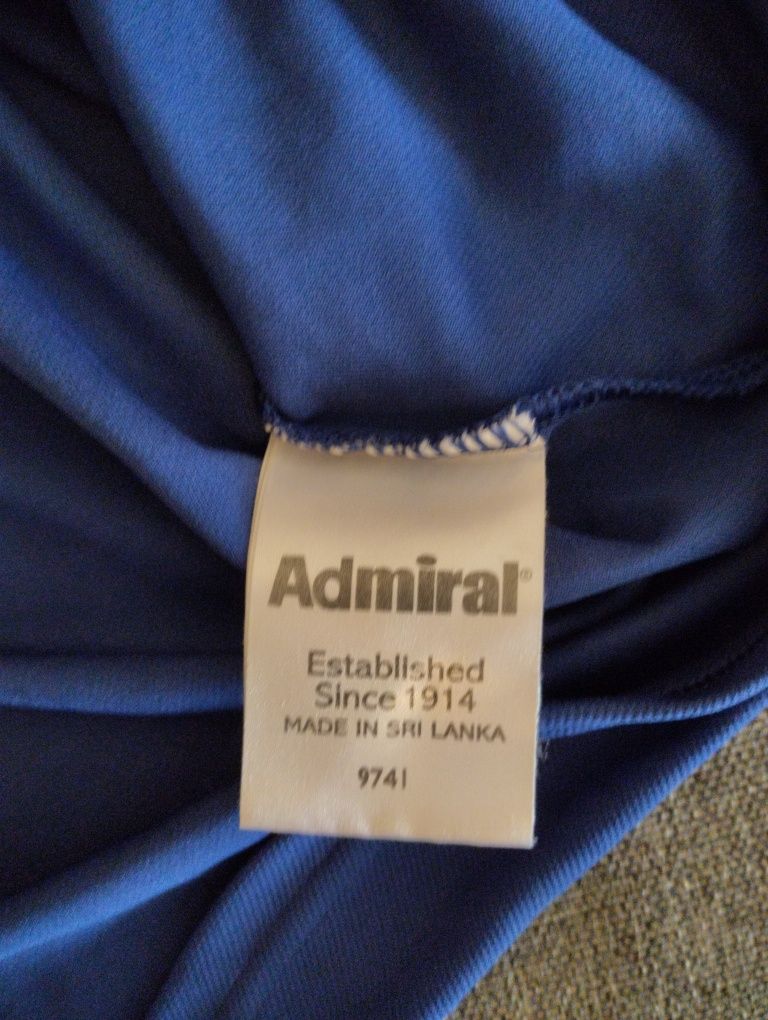 Admiral®
Established
Since 1914
MADE IN SRI LANKA
9741